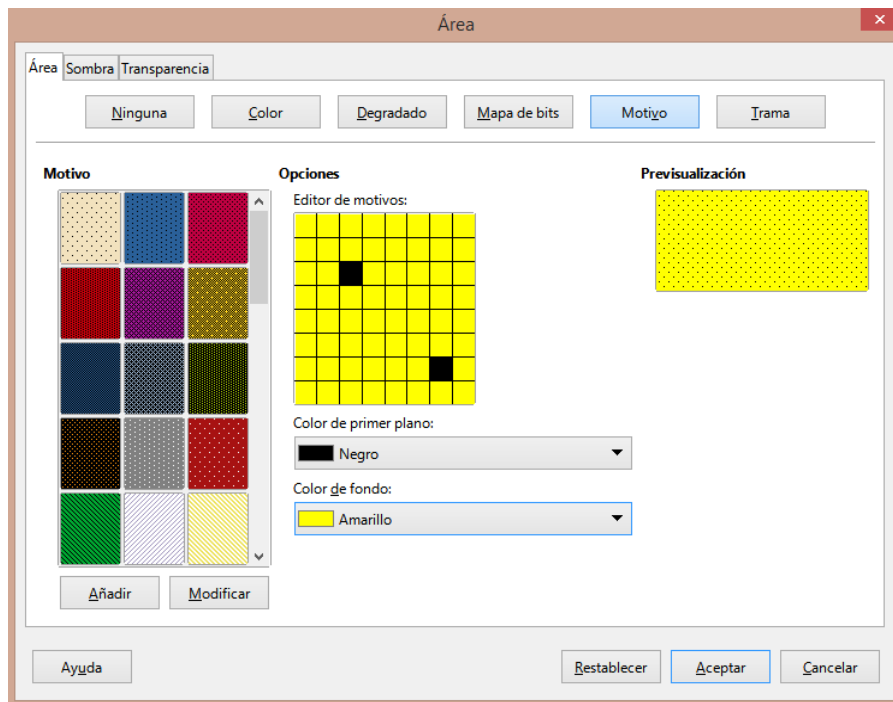 Área
Área Sombra Transparencia
Ninguna Color Degradado Mapa de bits Motivo Trama
Motivo Opciones Previsualización
Editor de motivos:
Color de primer plano:
Negro
Color de fondo:
Amarillo
Añadir Modificar
Ayuda Restablecer Aceptar Cancelar